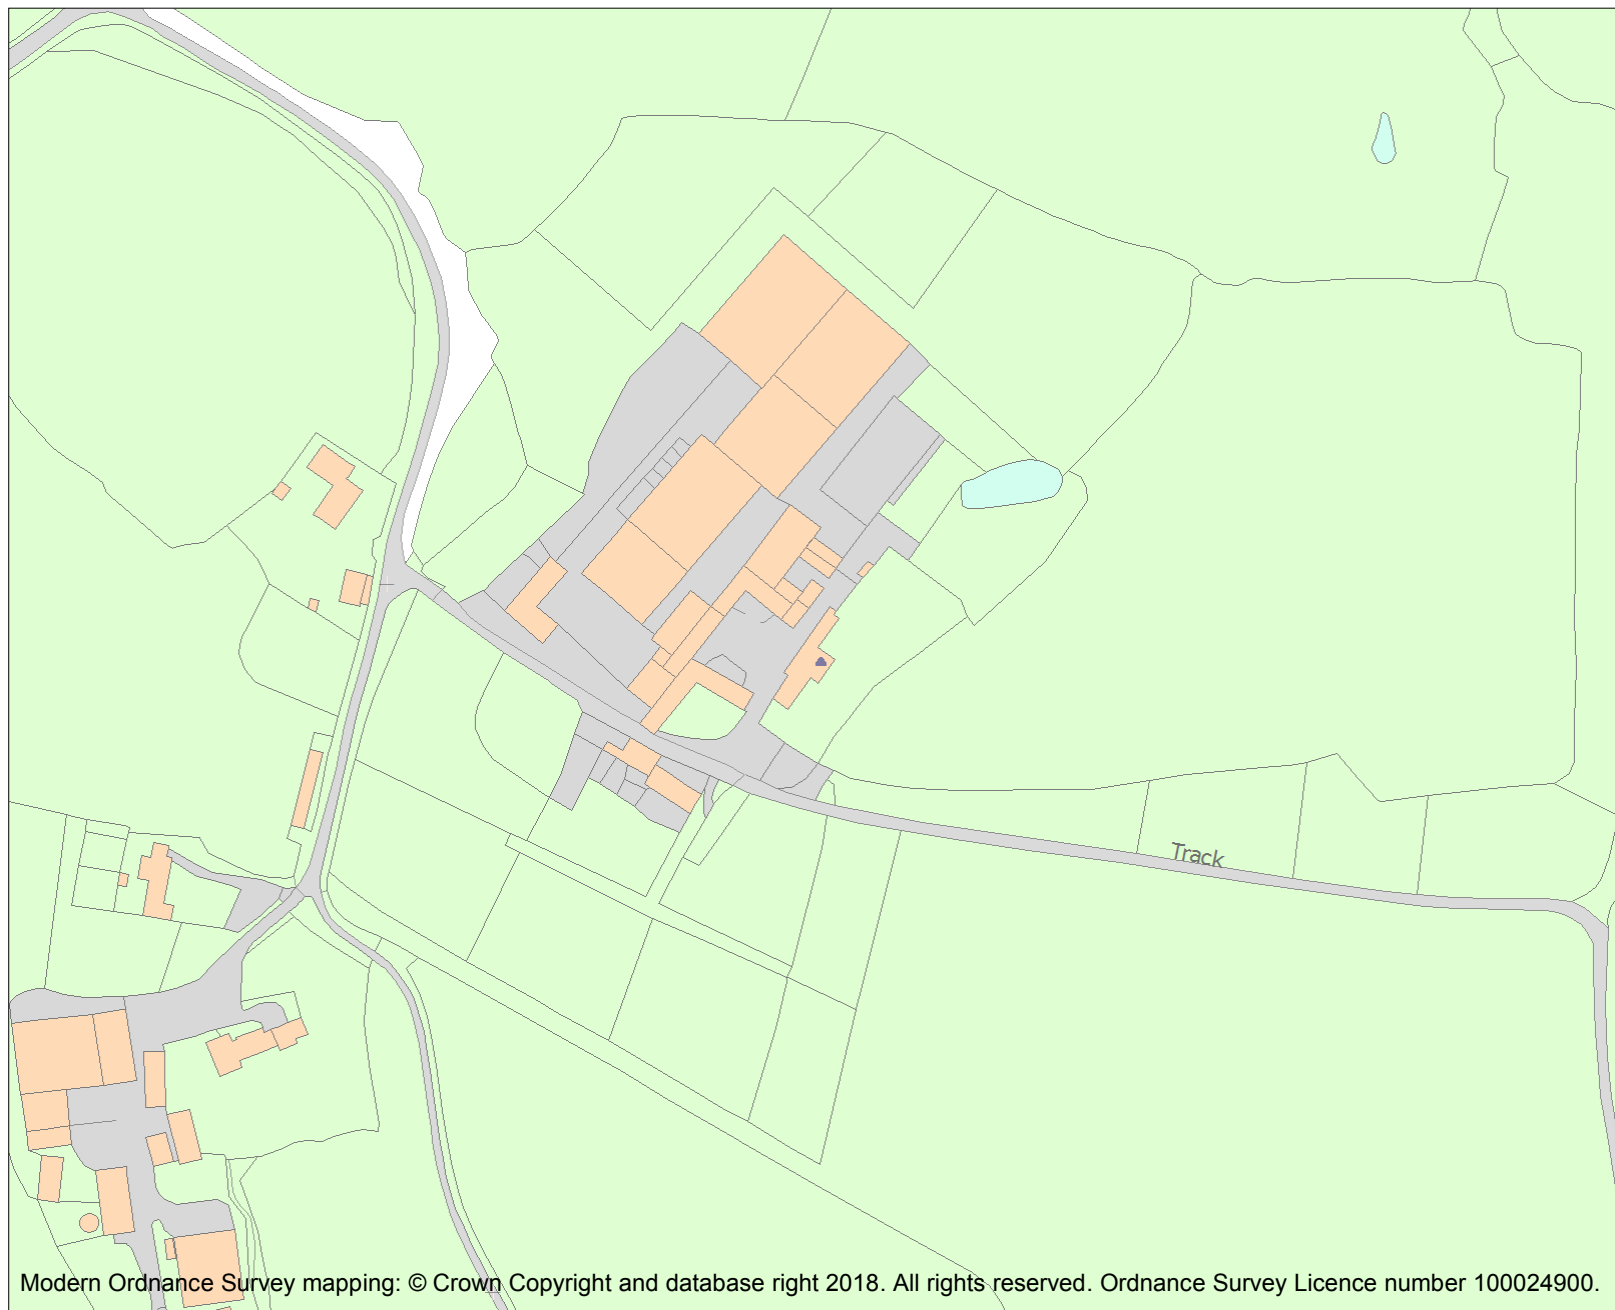 Track
Modern Ordnance Survey mapping: © Crown Copyright and database right 2018. All rights reserved. Ordnance Survey Licence number 100024900.